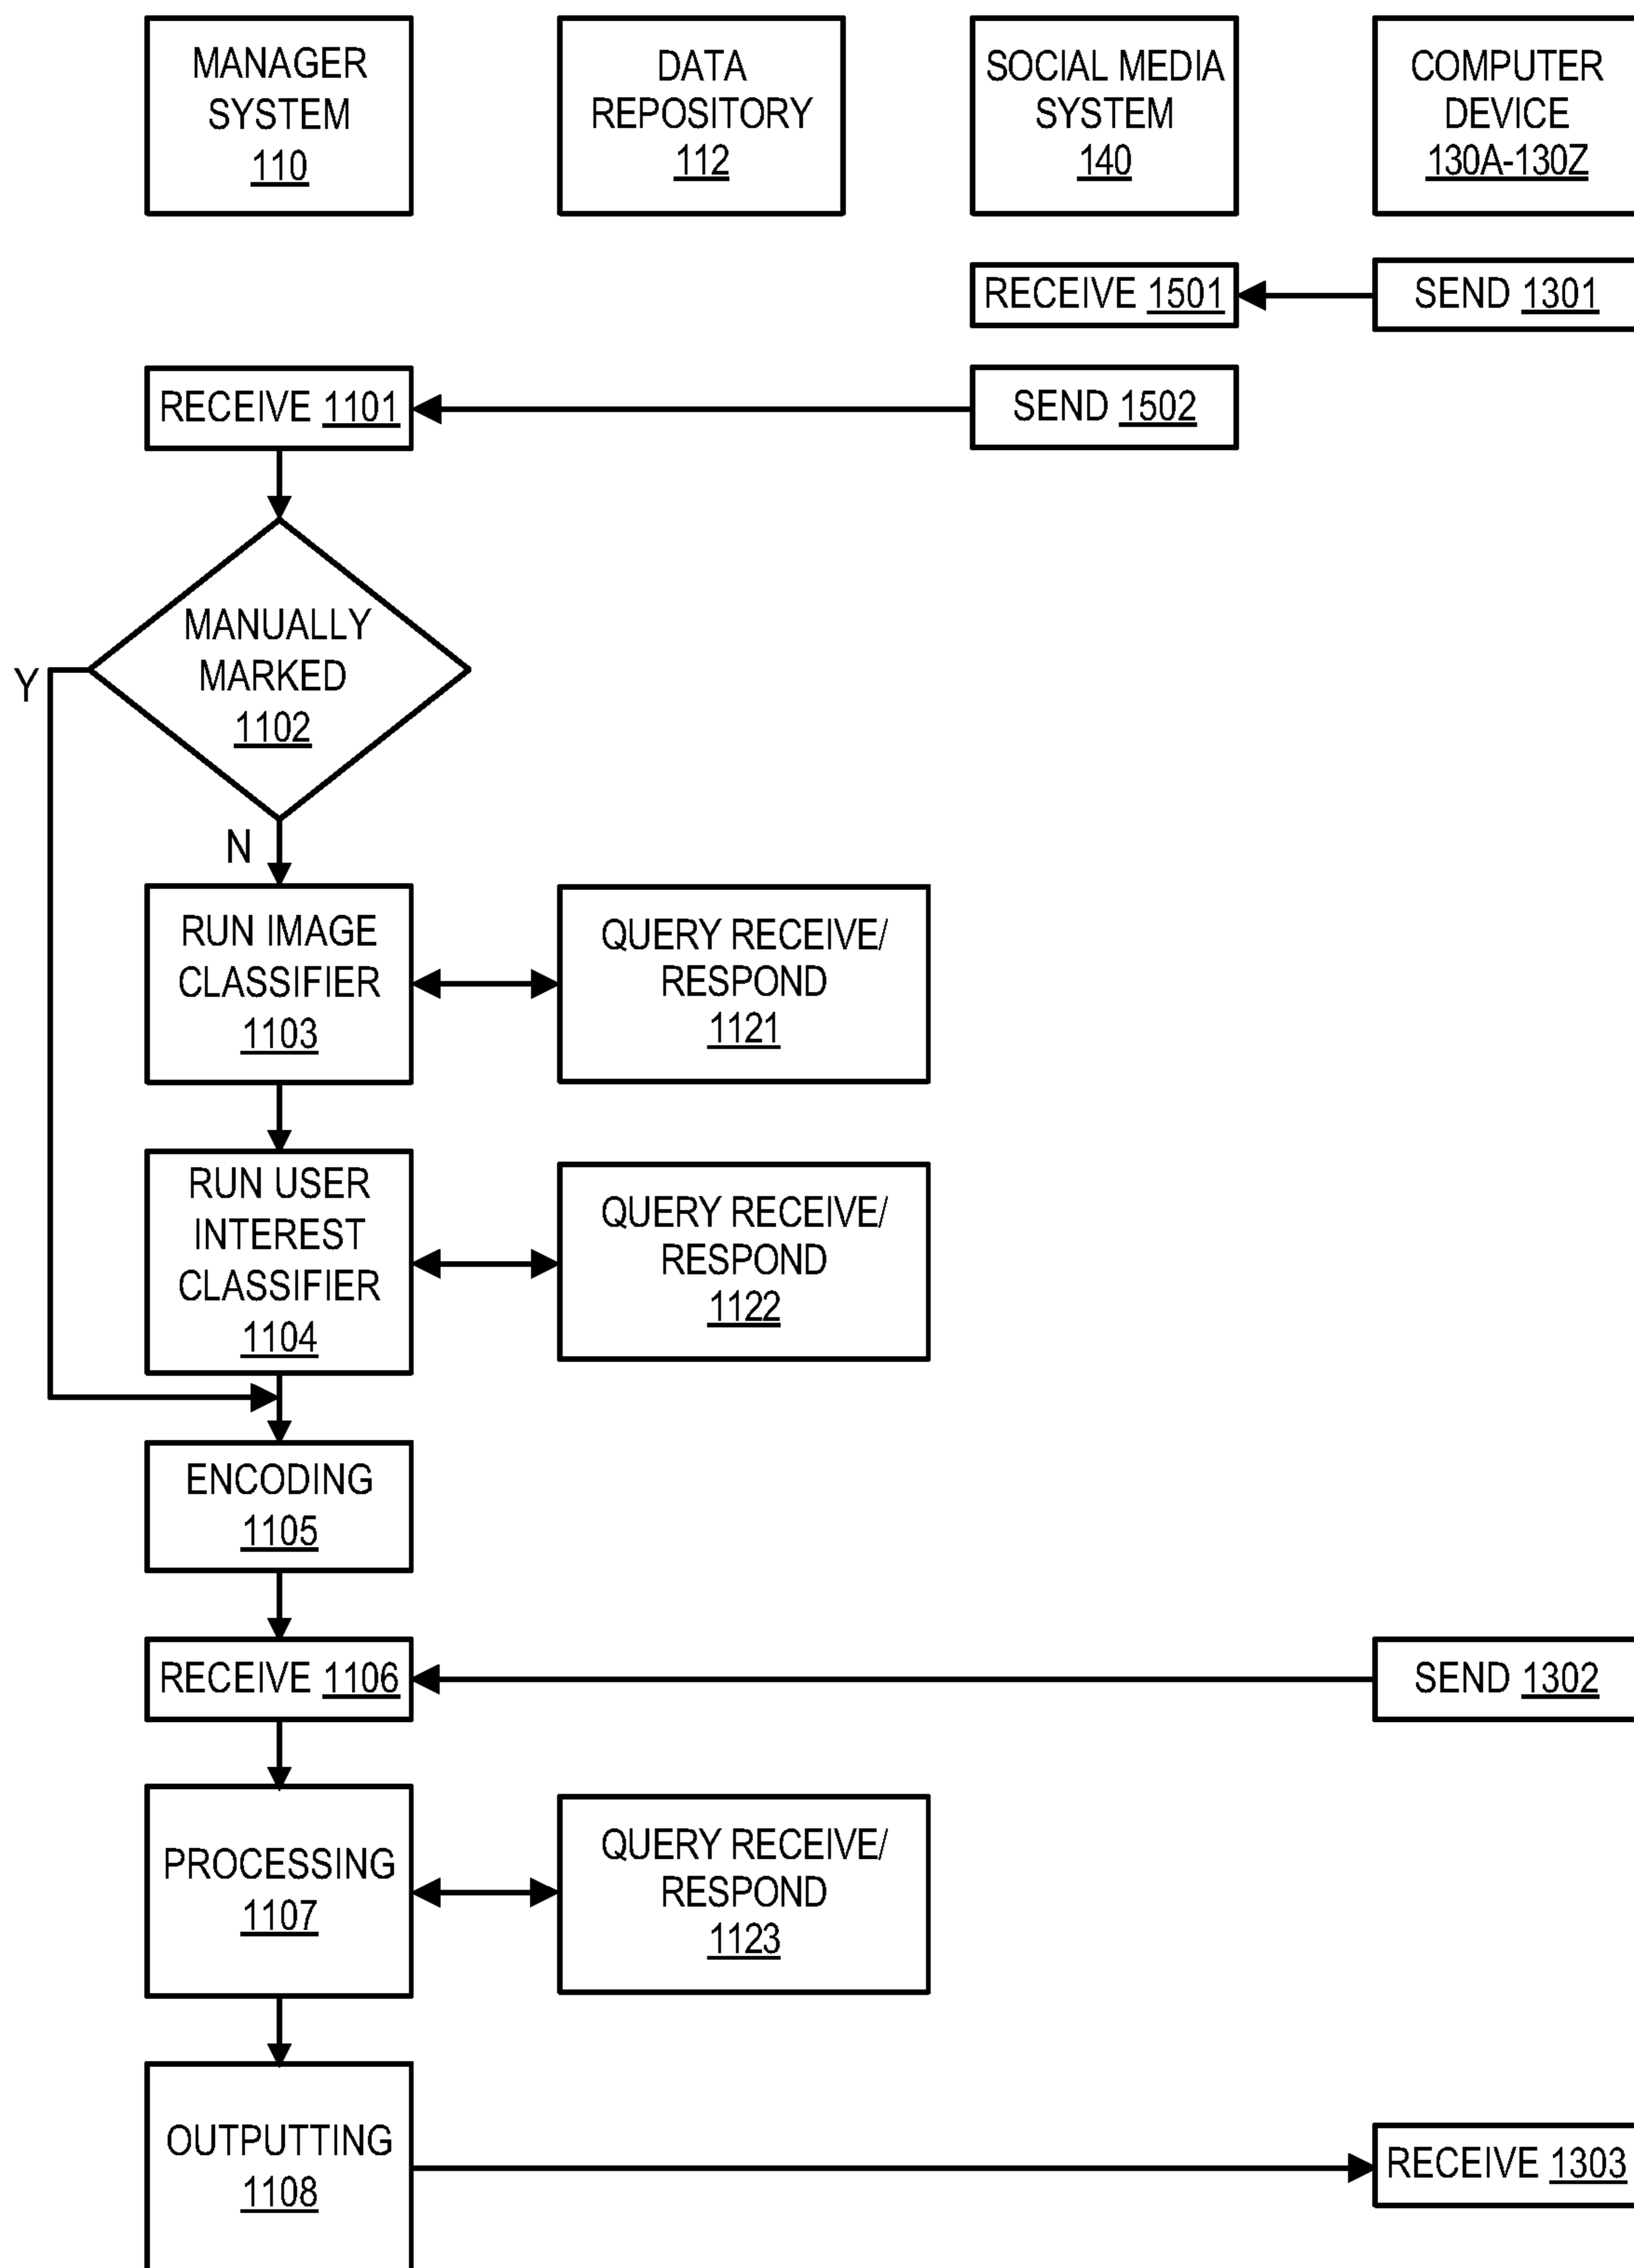 MANAGER
SYSTEM
110
DATA
REPOSITORY
112
SOCIAL MEDIA
SYSTEM
140
COMPUTER
DEVICE
130A-130Z
RECEIVE 1501
SEND 1301
RECEIVE 1101
SEND 1502
MANUALLY
MARKED
1102
Y
N
RUN IMAGE
CLASSIFIER
1103
QUERY RECEIVE/
RESPOND
1121
RUN USER
INTEREST
CLASSIFIER
1104
QUERY RECEIVE/
RESPOND
1122
ENCODING
1105
RECEIVE 1106
SEND 1302
PROCESSING
1107
QUERY RECEIVE/
RESPOND
1123
OUTPUTTING
1108
RECEIVE 1303